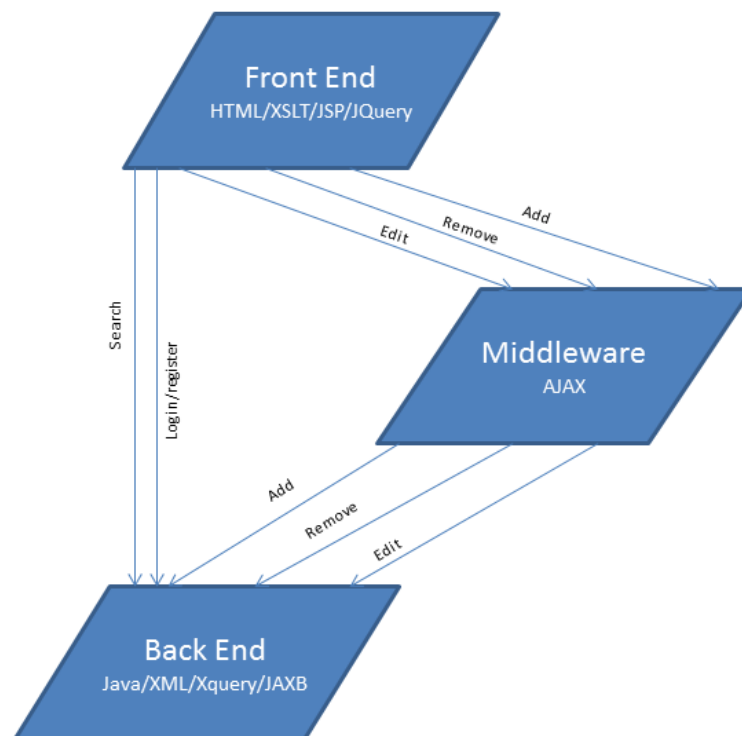 Front End
HTML/XSLT/JSP/JQuery
Add
Remove
Edit
Search
Login/register
Middleware
AJAX
Add
Remove
Edit
Back End
Java/XML/Xquery/JAXB